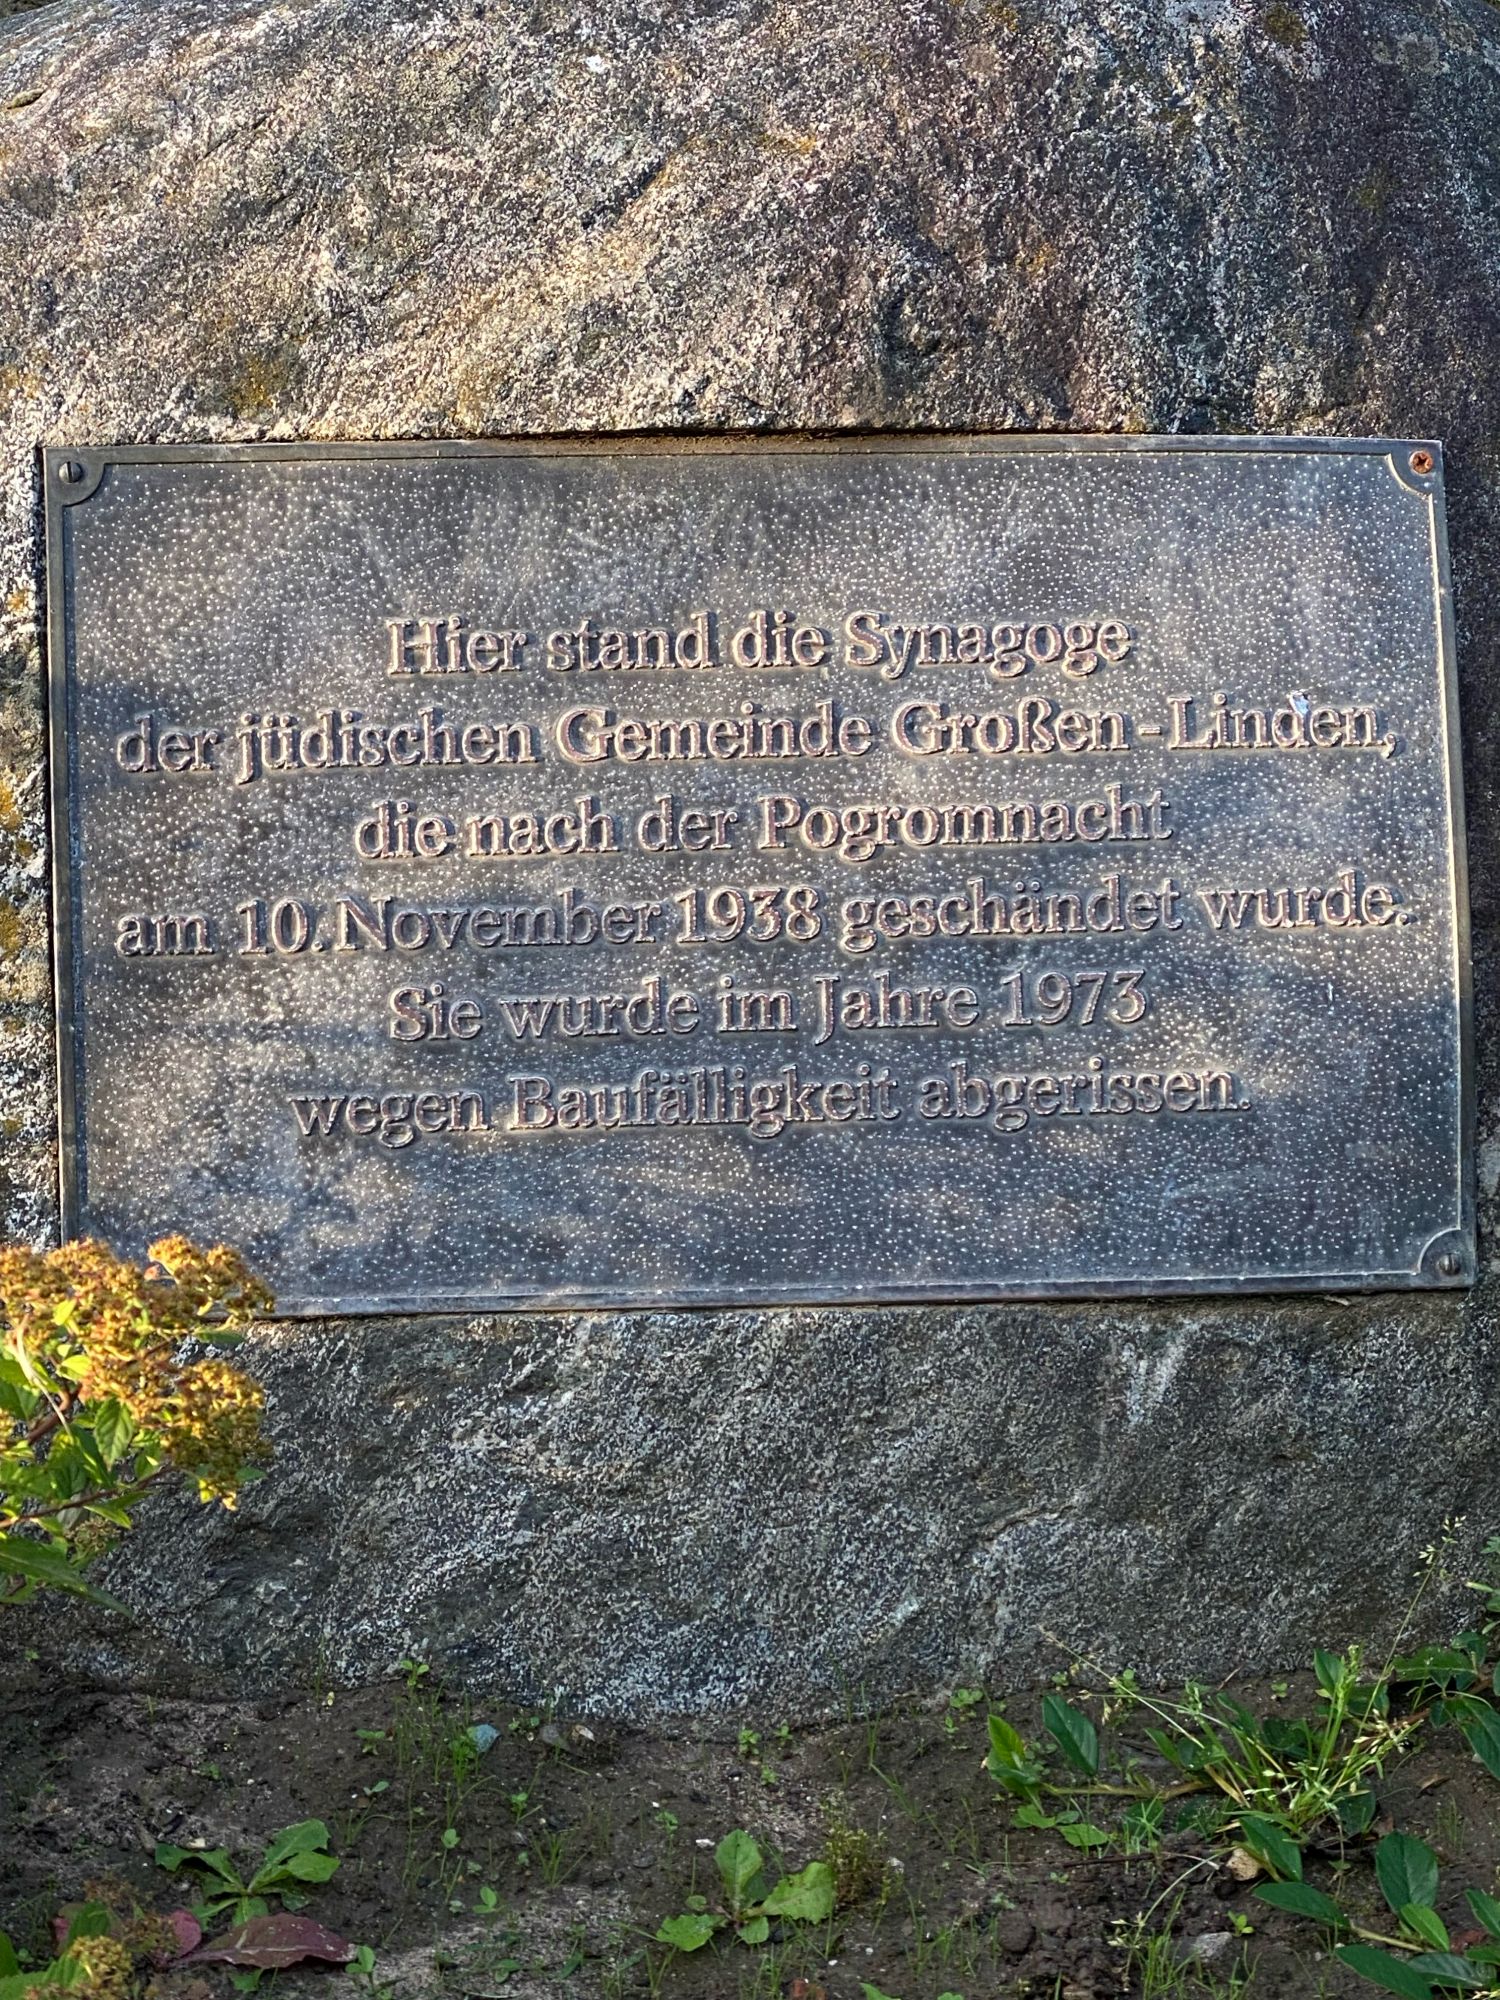 Hier stand die Synagoge
der jüdischen Gemeinde Großen-Linden,
die nach der Pogromnacht
am 10. November 1938 geschändet wurde.
Sie wurde im Jahre 1973
wegen Baufälligkeit abgerissen.